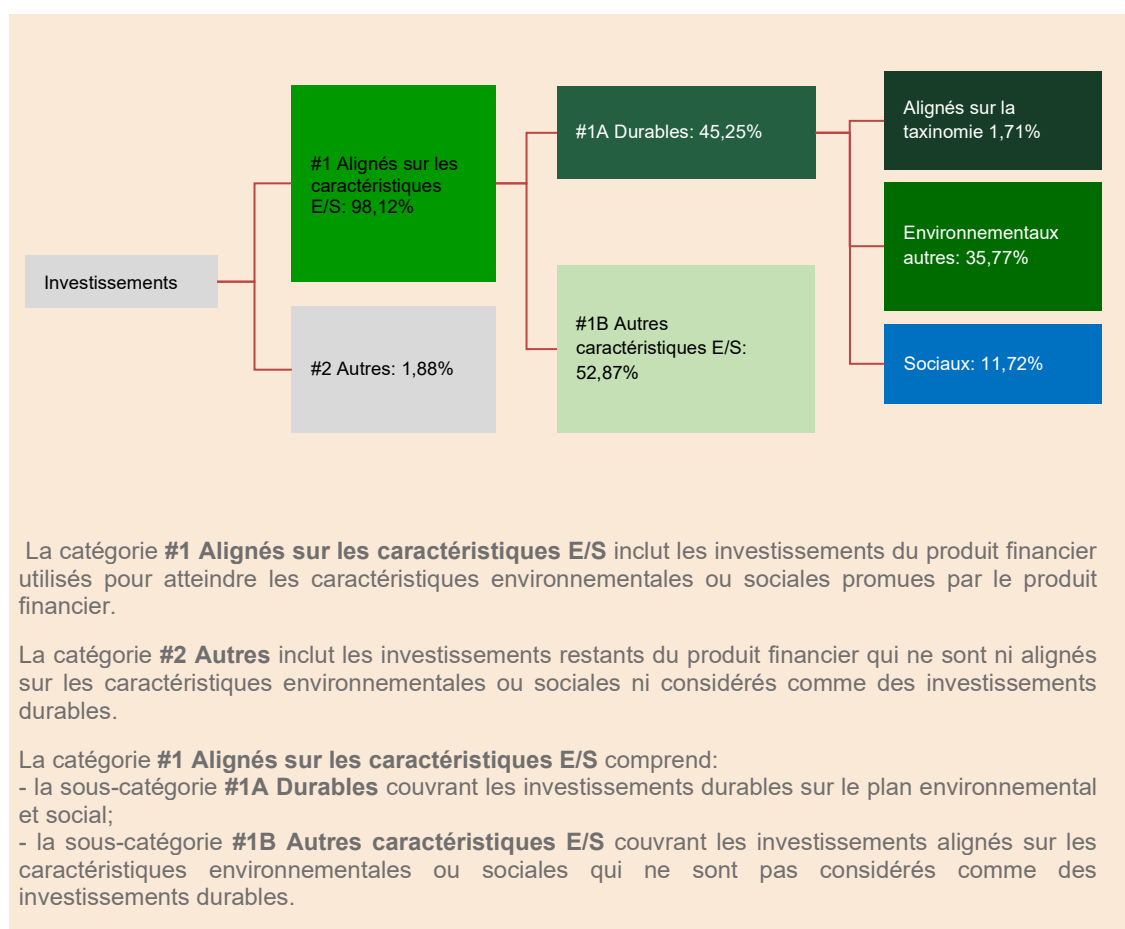 Investissements
#1 Alignés sur les
caractéristiques
E/S: 98,12%
#2 Autres: 1,88%
#1A Durables: 45,25%
#1B Autres
caractéristiques E/S:
52,87%
Alignés sur la
taxinomie 1,71%
Environnementaux
autres: 35,77%
Sociaux: 11,72%
La catégorie #1 Alignés sur les caractéristiques E/S inclut les investissements du produit financier
utilisés pour atteindre les caractéristiques environnementales ou sociales promues par le produit
financier.
La catégorie #2 Autres inclut les investissements restants du produit financier qui ne sont ni alignés
sur les caractéristiques environnementales ou sociales ni considérés comme des investissements
durables.
La catégorie #1 Alignés sur les caractéristiques E/S comprend:
- la sous-catégorie #1A Durables couvrant les investissements durables sur le plan environnemental
et social;
- la sous-catégorie #1B Autres caractéristiques E/S couvrant les investissements alignés sur les
caractéristiques environnementales ou sociales qui ne sont pas considérés comme des
investissements durables.